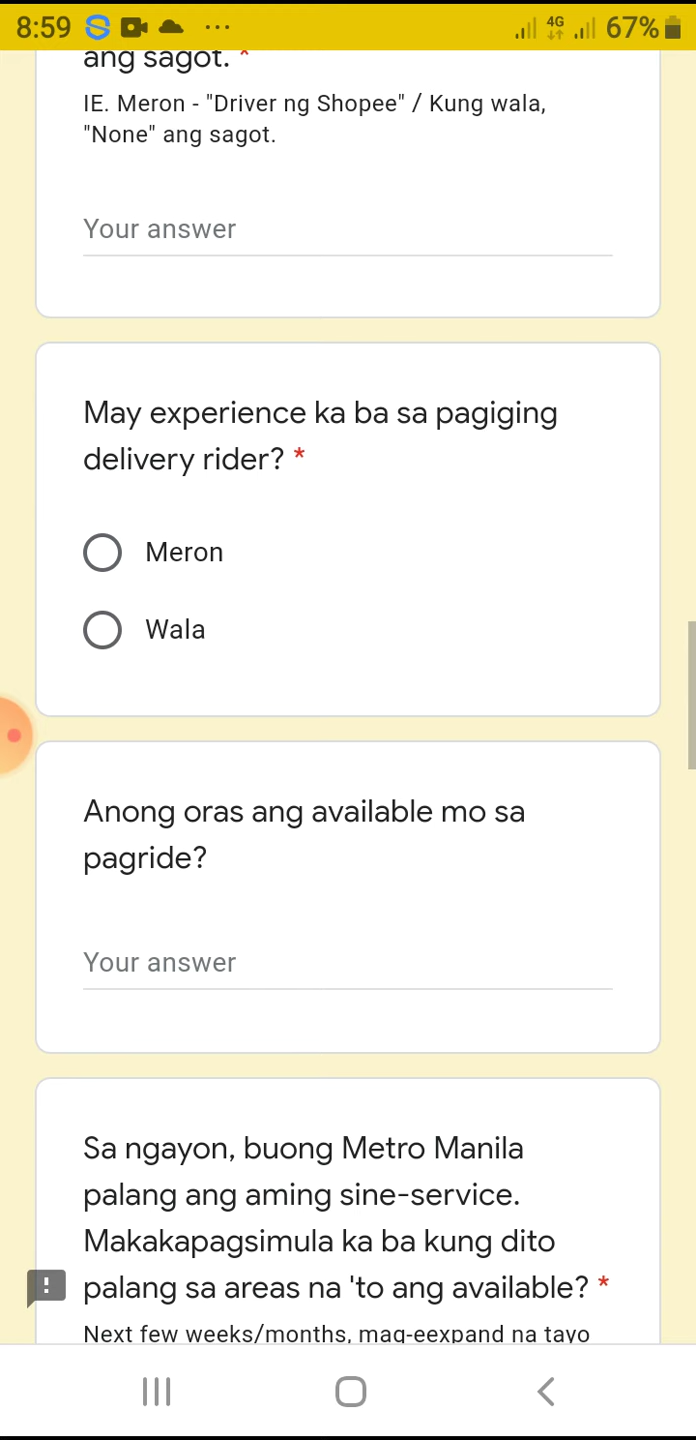 8:59
4G
67%
ang sagot. *
IE. Meron - "Driver ng Shopee" / Kung wala,
"None" ang sagot.
Your answer
May experience ka ba sa pagiging
delivery rider? *
Meron
Wala
Anong oras ang available mo sa
pagride?
Your answer
Sa ngayon, buong Metro Manila
palang ang aming sine-service.
Makakapagsimula ka ba kung dito
palang sa areas na 'to ang available? *
Next few weeks/months, mag-eexpand na tayo